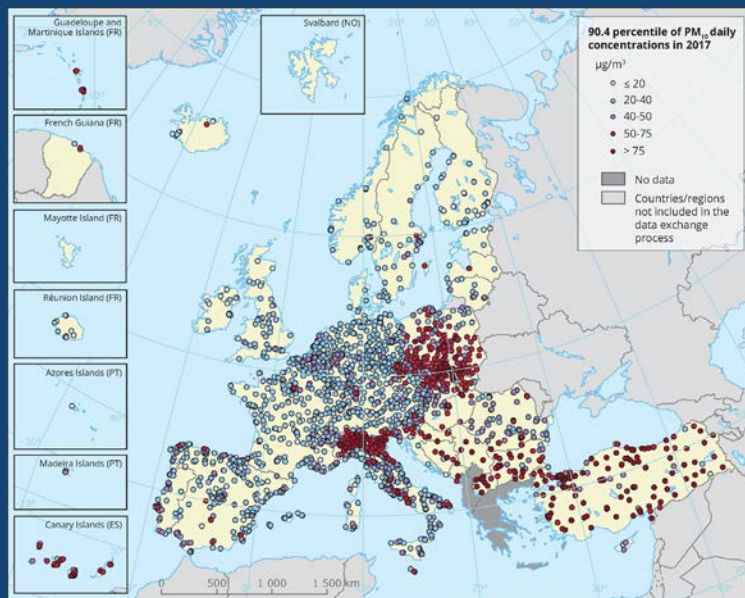 Guadeloupe and
Martinique Islands (FR)
Svalbard (NO)
90.4 percentile of PM₁₀ daily
concentrations in 2017
µg/m³
≤ 20
20-40
40-50
50-75
> 75
No data
Countries/regions
not included in the
data exchange
process
French Guiana (FR)
Mayotte Island (FR)
Réunion Island (FR)
Azores Islands (PT)
Madeira Islands (PT)
Canary Islands (ES)
0 500 1 000 1 500 km